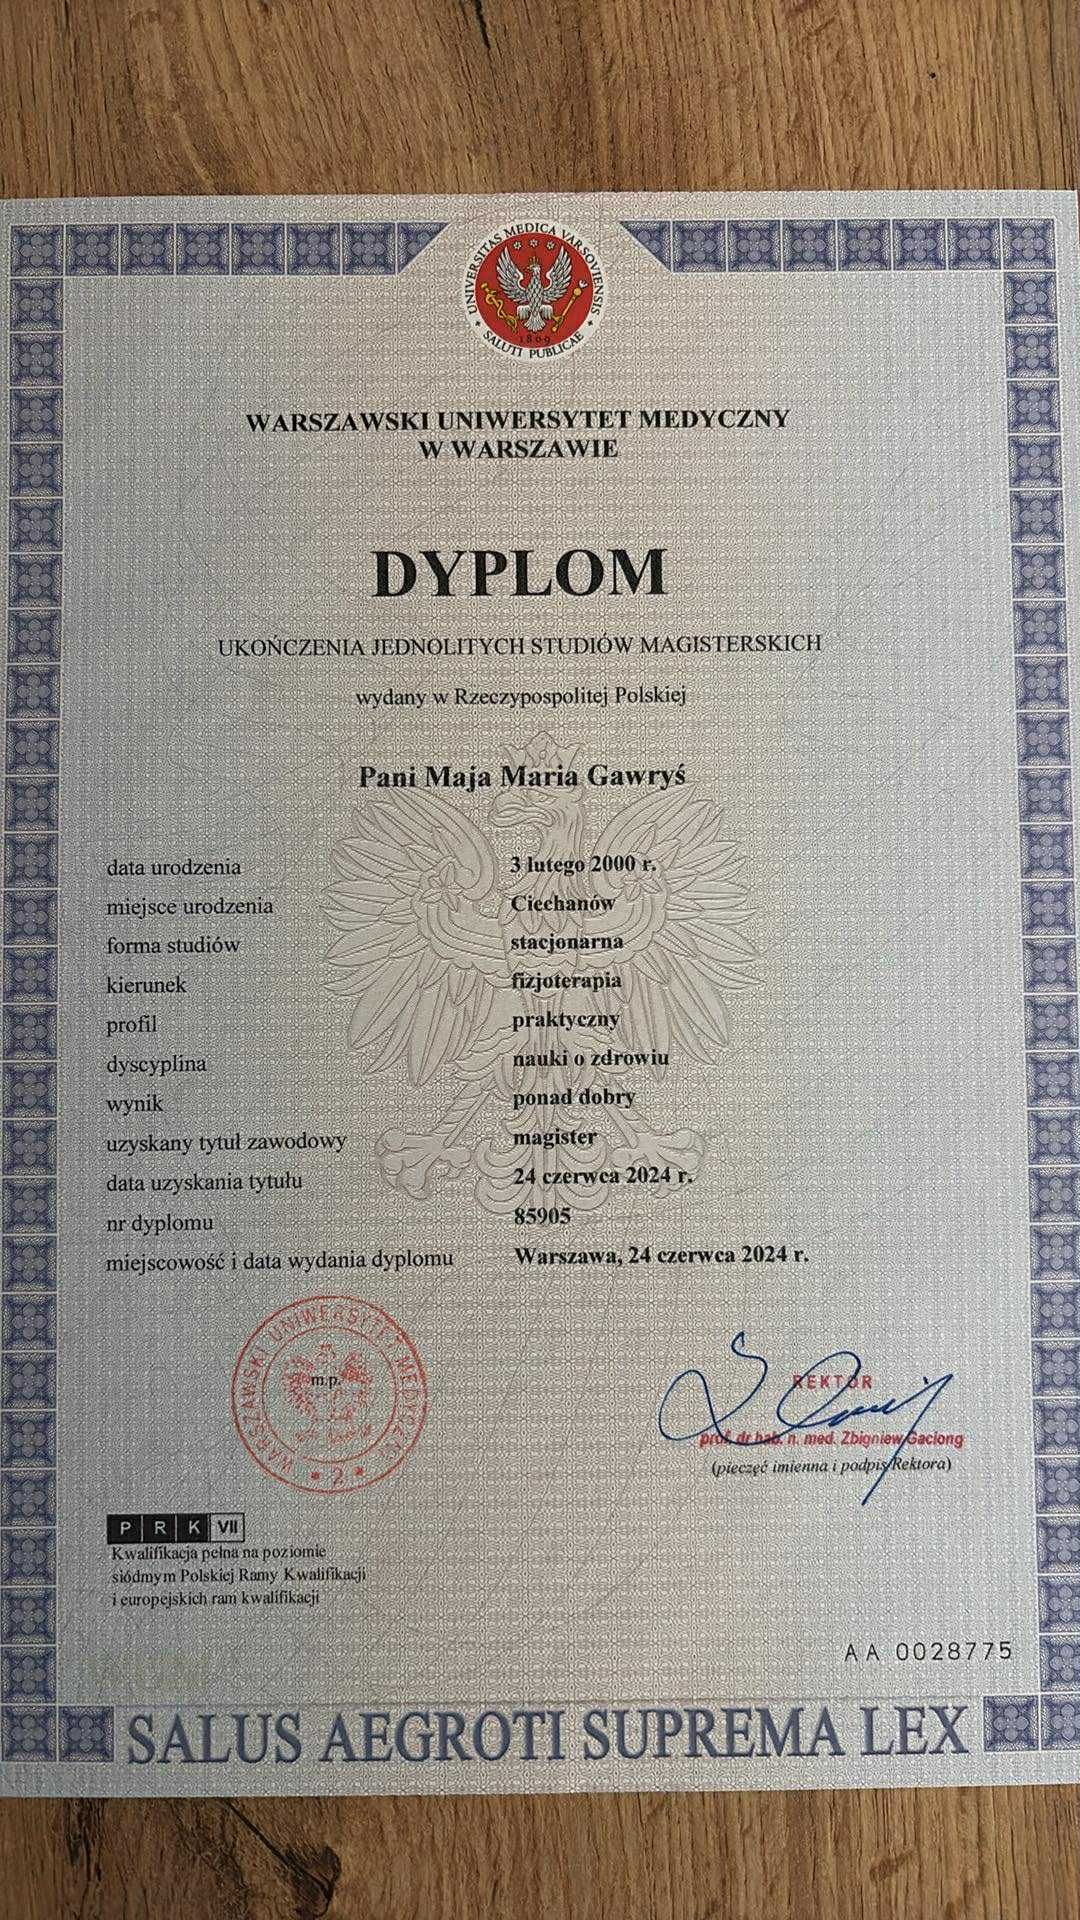 UNIVERSITAS MEDICA VARSOVIENSIS
1809
SALUTI PUBLICAE
WARSZAWSKI UNIWERSYTET MEDYCZNY
W WARSZAWIE
DYPLOM
UKOŃCZENIA JEDNOLITYCH STUDIÓW MAGISTERSKICH
wydany w Rzeczypospolitej Polskiej
Pani Maja Maria Gawryś
data urodzenia 3 lutego 2000 r.
miejsce urodzenia Ciechanów
forma studiów stacjonarna
kierunek fizjoterapia
profil praktyczny
dyscyplina nauki o zdrowiu
wynik ponad dobry
uzyskany tytuł zawodowy magister
data uzyskania tytułu 24 czerwca 2024 r.
nr dyplomu 85905
miejscowość i data wydania dyplomu Warszawa, 24 czerwca 2024 r.
WARSZAWSKI UNIWERSYTET MEDYCZNY
m.p.
* 2 *
REKTOR
prof. dr hab. n. med. Zbigniew Gaciong
(pieczęć imienna i podpis Rektora)
P R K VII
Kwalifikacja pełna na poziomie
siódmym Polskiej Ramy Kwalifikacji
i europejskich ram kwalifikacji
AA 0028775
SALUS AEGROTI SUPREMA LEX